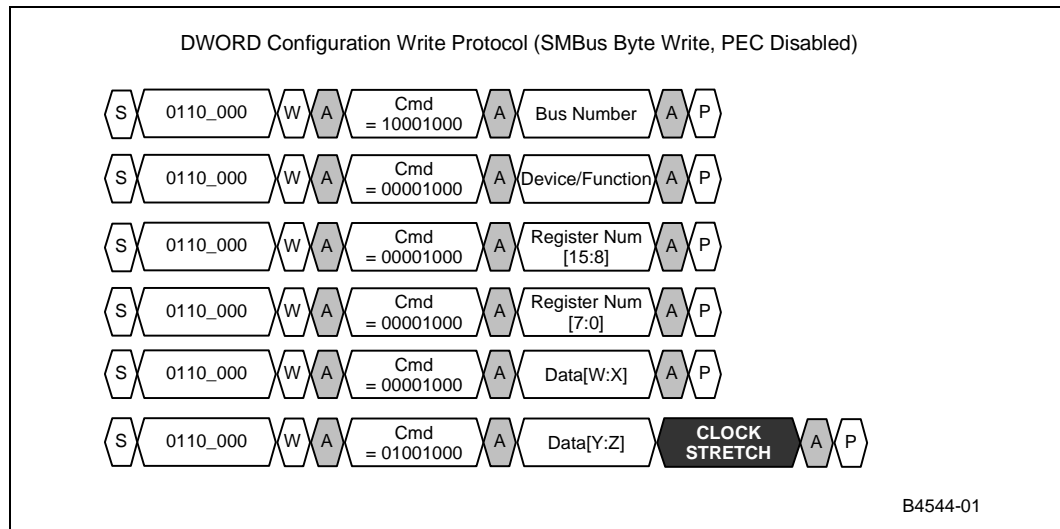 DWORD Configuration Write Protocol (SMBus Byte Write, PEC Disabled)
S 0110_000 W A Cmd = 10001000 A Bus Number A P
S 0110_000 W A Cmd = 00001000 A Device/Function A P
S 0110_000 W A Cmd = 00001000 A Register Num [15:8] A P
S 0110_000 W A Cmd = 00001000 A Register Num [7:0] A P
S 0110_000 W A Cmd = 00001000 A Data[W:X] A P
S 0110_000 W A Cmd = 01001000 A Data[Y:Z] CLOCK STRETCH A P
B4544-01